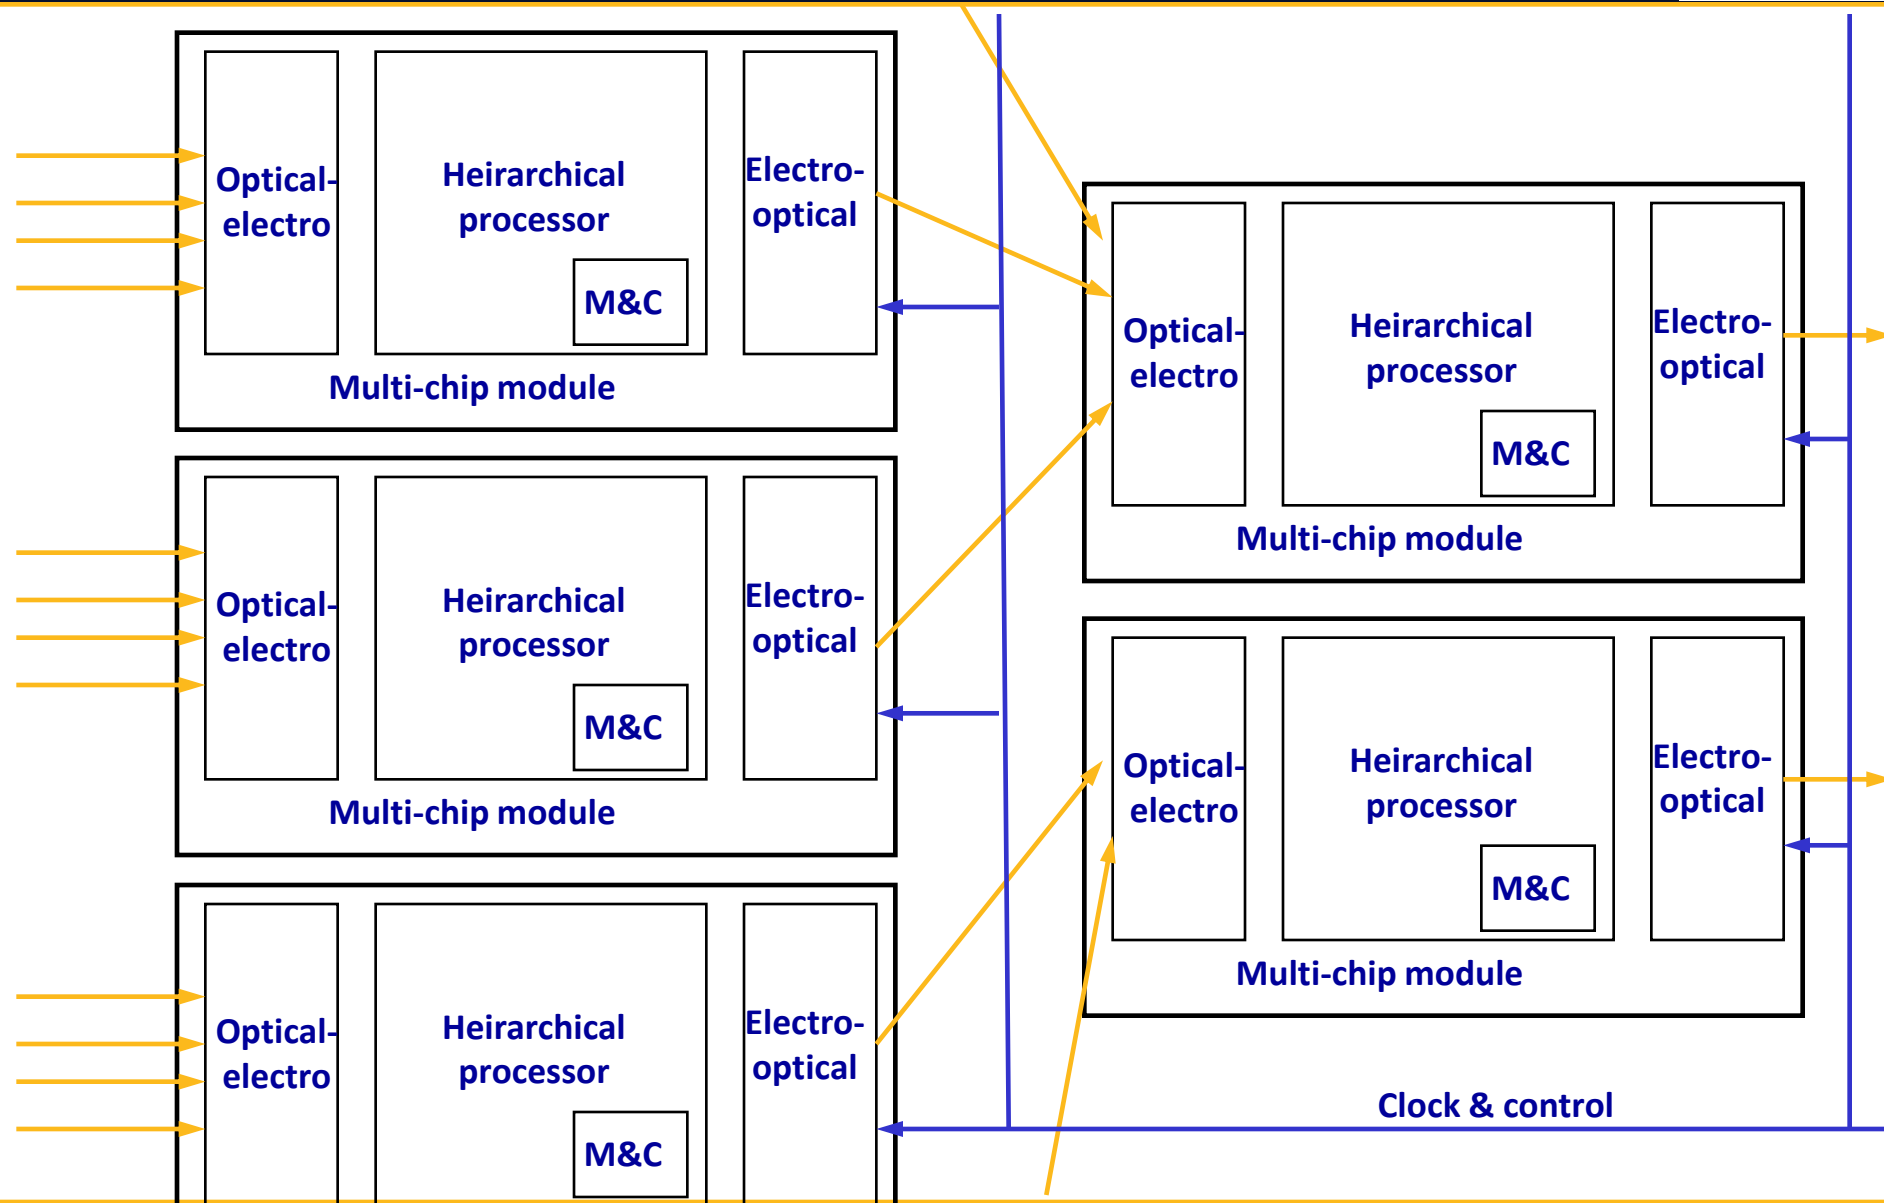 Optical-
electro
Heirarchical
processor
M&C
Electro-
optical
Multi-chip module
Optical-
electro
Heirarchical
processor
M&C
Electro-
optical
Multi-chip module
Optical-
electro
Heirarchical
processor
M&C
Electro-
optical
Optical-
electro
Heirarchical
processor
M&C
Electro-
optical
Multi-chip module
Optical-
electro
Heirarchical
processor
M&C
Electro-
optical
Multi-chip module
Clock & control